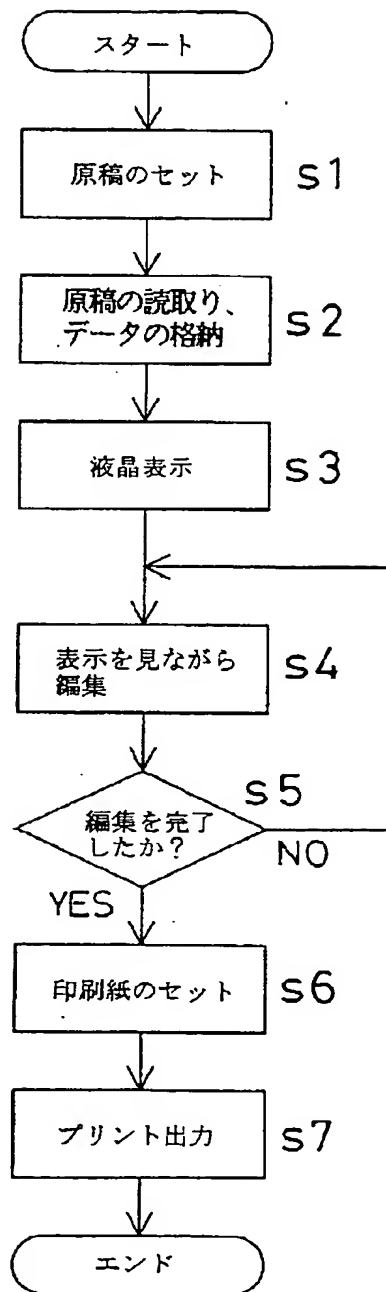 スタート
原稿のセット
S1
原稿の読取り、
データの格納
S2
液晶表示
S3
表示を見ながら
編集
S4
S5
編集を完了
したか?
NO
YES
印刷紙のセット
S6
プリント出力
S7
エンド